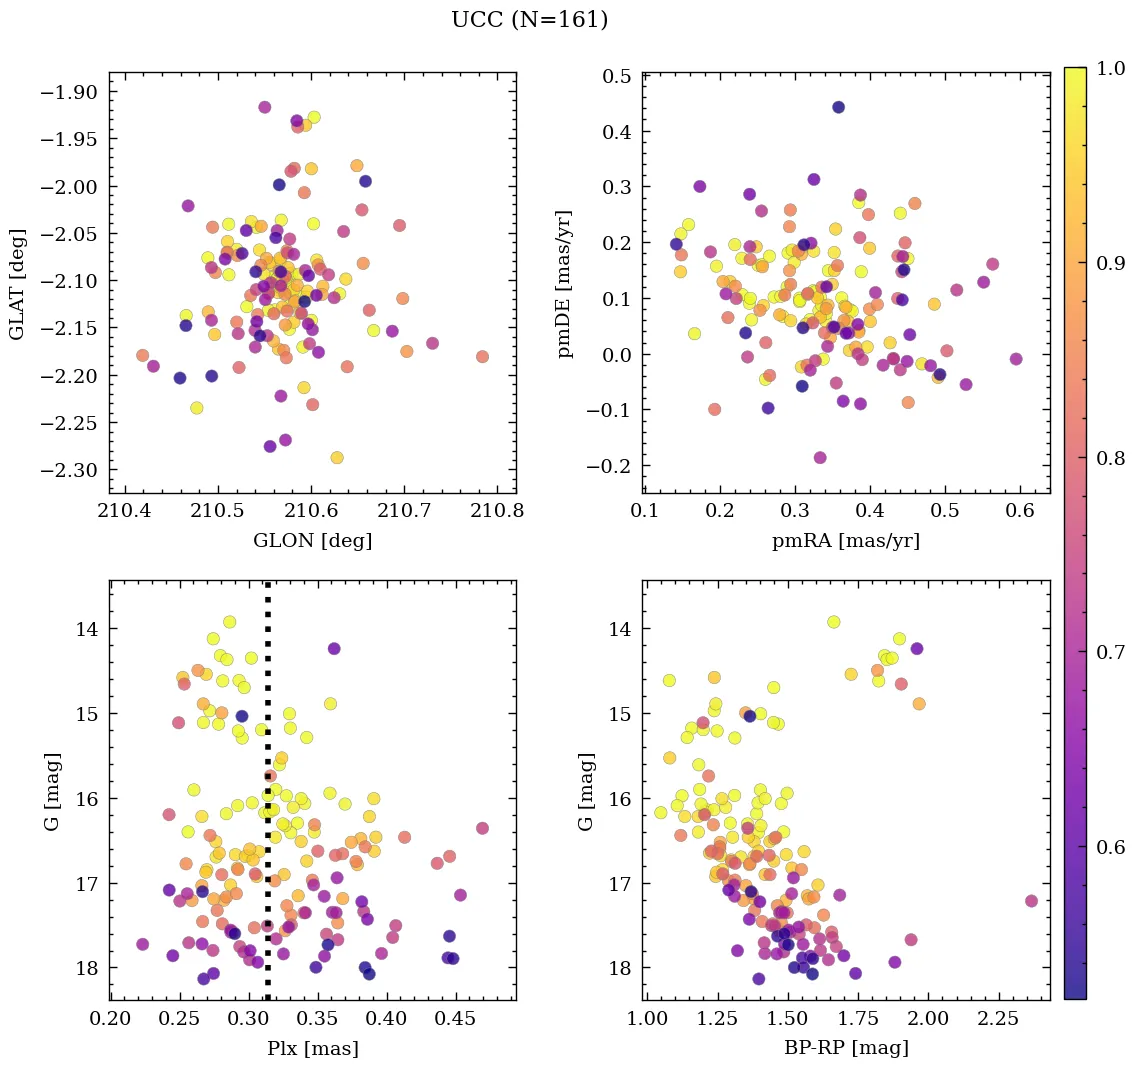 UCC (N=161)
−1.90
−1.95
−2.00
−2.05
−2.10
−2.15
−2.20
−2.25
−2.30
GLAT [deg]
210.4 210.5 210.6 210.7 210.8
GLON [deg]
0.5
0.4
0.3
0.2
0.1
0.0
−0.1
−0.2
pmDE [mas/yr]
0.1 0.2 0.3 0.4 0.5 0.6
pmRA [mas/yr]
1.0
0.9
0.8
0.7
0.6
14
15
16
17
18
G [mag]
0.20 0.25 0.30 0.35 0.40 0.45
Plx [mas]
14
15
16
17
18
G [mag]
1.00 1.25 1.50 1.75 2.00 2.25
BP-RP [mag]